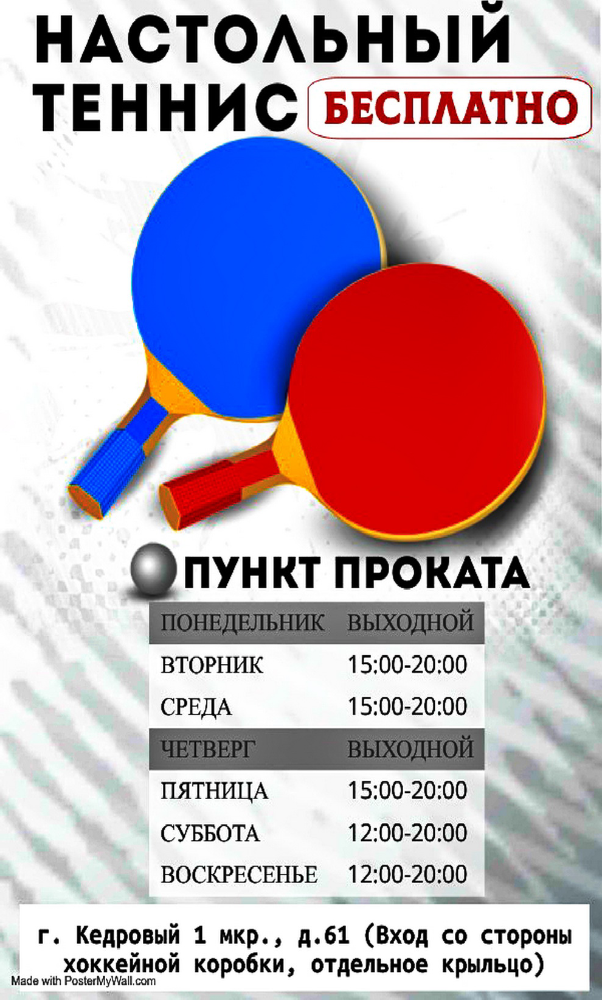 НАСТОЛЬНЫЙ
ТЕННИС БЕСПЛАТНО
ПУНКТ ПРОКАТА
ПОНЕДЕЛЬНИК ВЫХОДНОЙ
ВТОРНИК 15:00-20:00
СРЕДА 15:00-20:00
ЧЕТВЕРГ ВЫХОДНОЙ
ПЯТНИЦА 15:00-20:00
СУББОТА 12:00-20:00
ВОСКРЕСЕНЬЕ 12:00-20:00
г. Кедровый 1 мкр., д.61 (Вход со стороны
хоккейной коробки, отдельное крыльцо)
Made with PosterMyWall.com